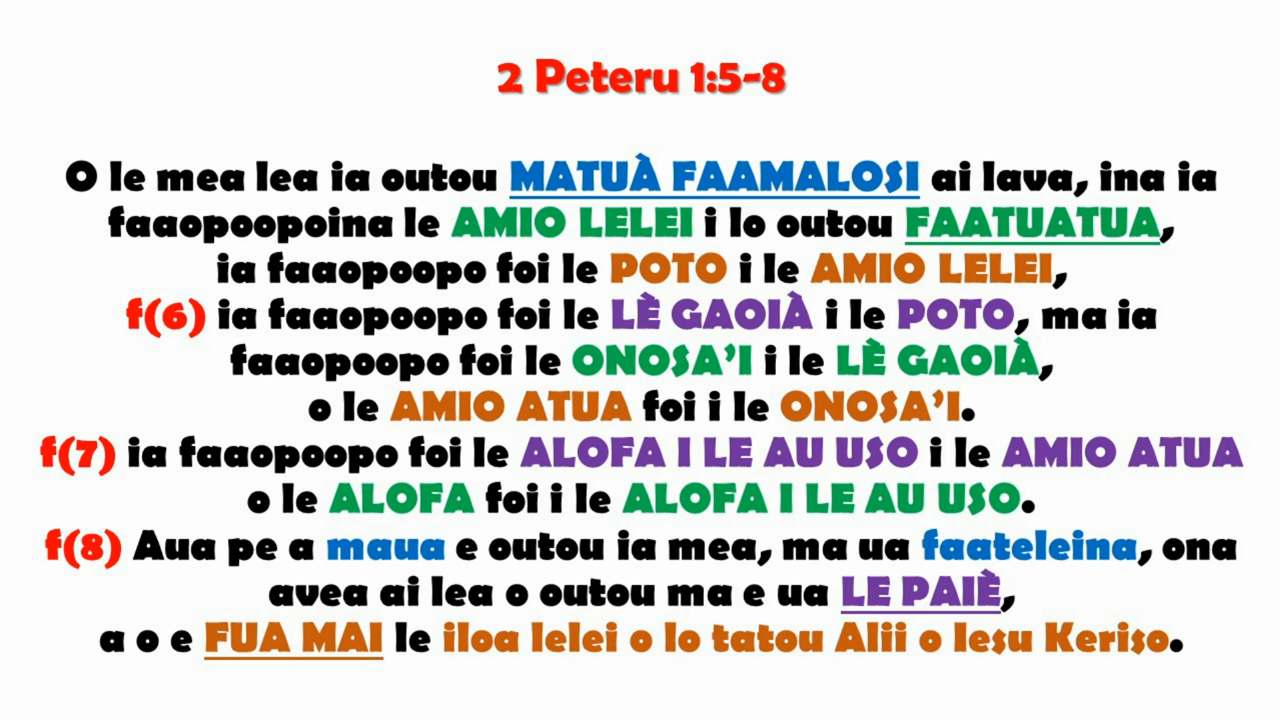 2 Peteru 1:5-8
O le mea lea ia outou MATUÀ FAAMALOSI ai lava, ina ia
faaopoopoina le AMIO LELEI i lo outou FAATUATUA,
ia faaopoopo foi le POTO i le AMIO LELEI,
f(6) ia faaopoopo foi le LÈ GAOIÀ i le POTO, ma ia
faaopoopo foi le ONOSA’I i le LÈ GAOIÀ,
o le AMIO ATUA foi i le ONOSA’I.
f(7) ia faaopoopo foi le ALOFA I LE AU USO i le AMIO ATUA
o le ALOFA foi i le ALOFA I LE AU USO.
f(8) Aua pe a maua e outou ia mea, ma ua faateleina, ona
avea ai lea o outou ma e ua LE PAIÈ,
a o e FUA MAI le iloa lelei o lo tatou Alii o Iesu Keriso.